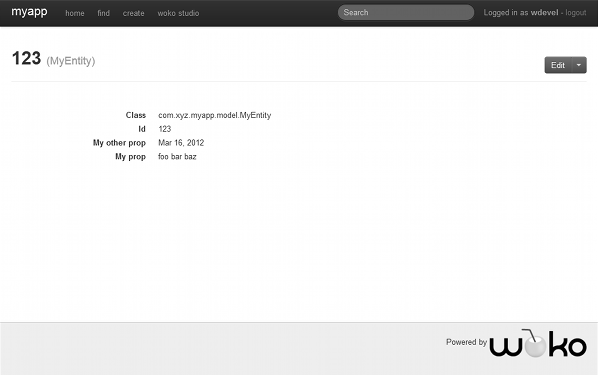 myapp home find create woko studio Search Logged in as wdevel - logout
123 (MyEntity)
Edit
Class com.xyz.myapp.model.MyEntity
Id 123
My other prop Mar 16, 2012
My prop foo bar baz
Powered by woko